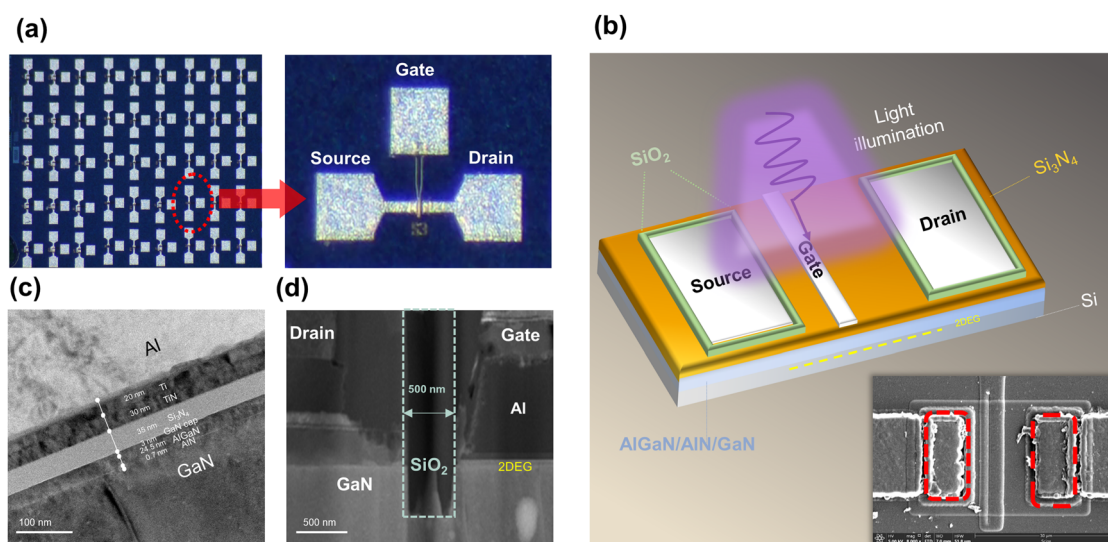 (a)
Gate
Source
Drain
(b)
Light
illumination
SiO₂
Si₃N₄
Drain
Source
Gate
Si
2DEG
AlGaN/AlN/GaN
(c)
Al
20 nm Ti
30 nm TiN
35 nm Si₃N₄
3 nm GaN cap
24.5 nm AlGaN
0.7 nm AlN
GaN
100 nm
(d)
Drain
Gate
500 nm
Al
SiO₂
2DEG
GaN
500 nm